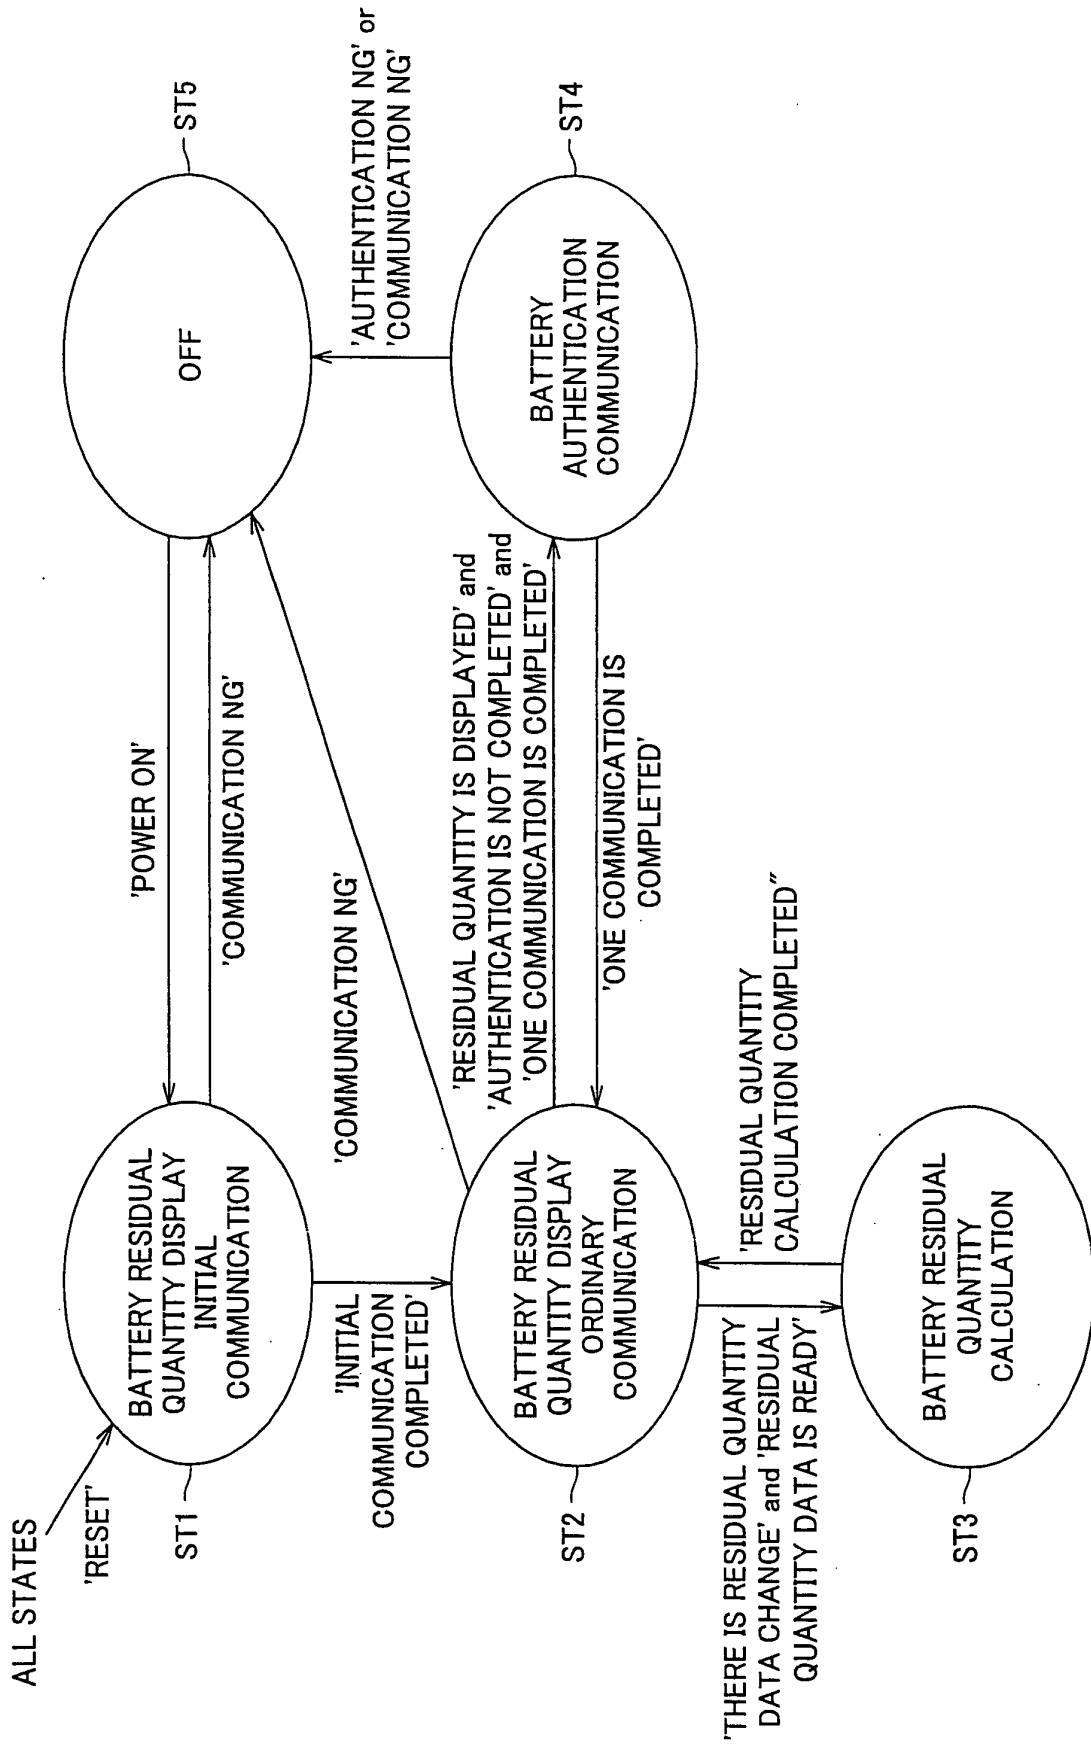 ALL STATES
'RESET'
ST1
BATTERY RESIDUAL
QUANTITY DISPLAY
INITIAL
COMMUNICATION
'POWER ON'
'COMMUNICATION NG'
OFF
ST5
'INITIAL
COMMUNICATION
COMPLETED'
'COMMUNICATION NG'
'AUTHENTICATION NG' or
'COMMUNICATION NG'
ST2
BATTERY RESIDUAL
QUANTITY DISPLAY
ORDINARY
COMMUNICATION
'RESIDUAL QUANTITY IS DISPLAYED' and
'AUTHENTICATION IS NOT COMPLETED' and
'ONE COMMUNICATION IS COMPLETED'
'ONE COMMUNICATION IS
COMPLETED'
BATTERY
AUTHENTICATION
COMMUNICATION
ST4
'THERE IS RESIDUAL QUANTITY
DATA CHANGE' and 'RESIDUAL
QUANTITY DATA IS READY'
'RESIDUAL QUANTITY
CALCULATION COMPLETED"
ST3
BATTERY RESIDUAL
QUANTITY
CALCULATION